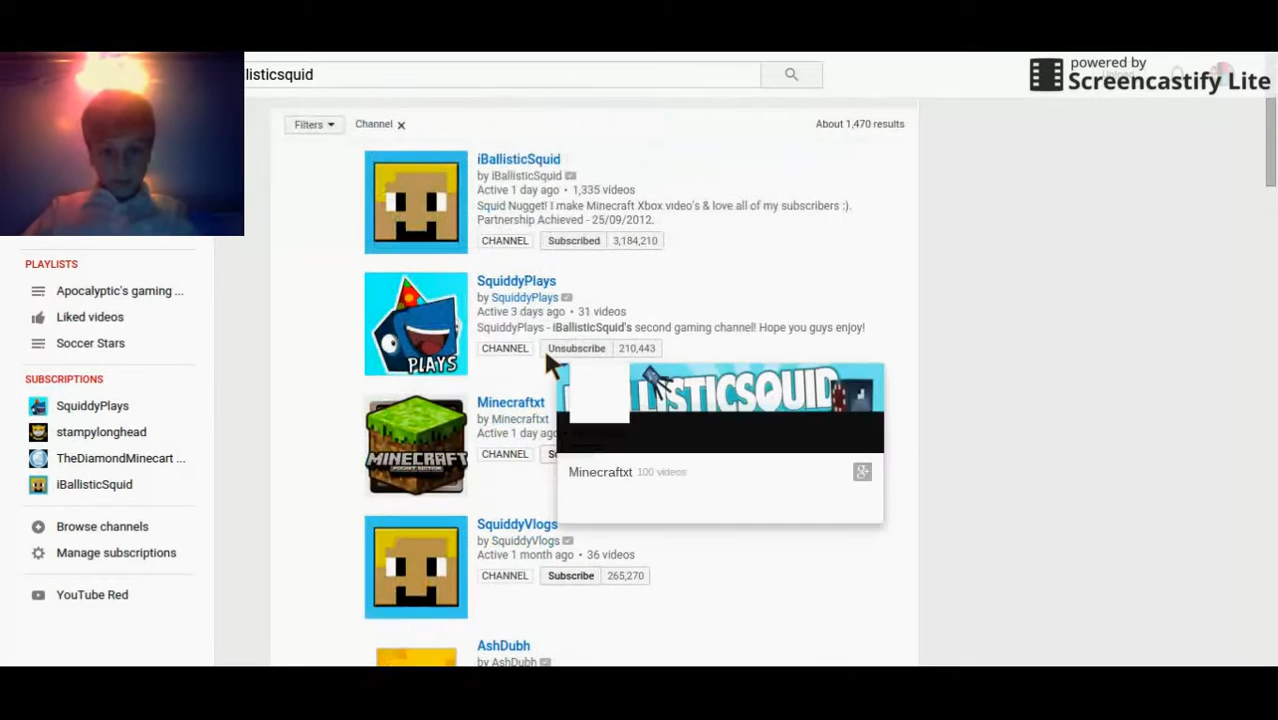 powered by
Screencastify Lite
listicsquid
Filters
Channel
About 1,470 results
iBallisticSquid
by iBallisticSquid
Active 1 day ago • 1,335 videos
Squid Nugget! I make Minecraft Xbox video's & love all of my subscribers :).
Partnership Achieved - 25/09/2012.
CHANNEL Subscribed 3,184,210
PLAYLISTS
Apocalyptic's gaming ...
Liked videos
Soccer Stars
SUBSCRIPTIONS
SquiddyPlays
stampylonghead
TheDiamondMinecart ...
iBallisticSquid
Browse channels
Manage subscriptions
YouTube Red
SquiddyPlays
by SquiddyPlays
Active 3 days ago • 31 videos
SquiddyPlays - iBallisticSquid's second gaming channel! Hope you guys enjoy!
CHANNEL Unsubscribe 210,443
PLAYS
LISTICSQUID
Minecraftxt 100 videos
Minecraftxt
by Minecraftxt
Active 1 day ago
CHANNEL
MINECRAFT
POCKET EDITION
SquiddyVlogs
by SquiddyVlogs
Active 1 month ago • 36 videos
CHANNEL Subscribe 265,270
AshDubh
by AshDubh